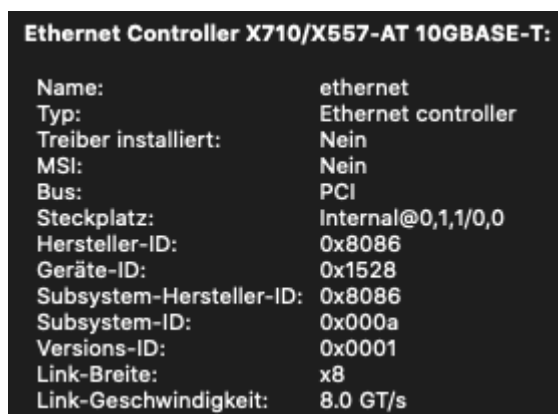 Ethernet Controller X710/X557-AT 10GBASE-T:
Name: ethernet
Typ: Ethernet controller
Treiber installiert: Nein
MSI: Nein
Bus: PCI
Steckplatz: Internal@0,1,1/0,0
Hersteller-ID: 0x8086
Geräte-ID: 0x1528
Subsystem-Hersteller-ID: 0x8086
Subsystem-ID: 0x000a
Versions-ID: 0x0001
Link-Breite: x8
Link-Geschwindigkeit: 8.0 GT/s